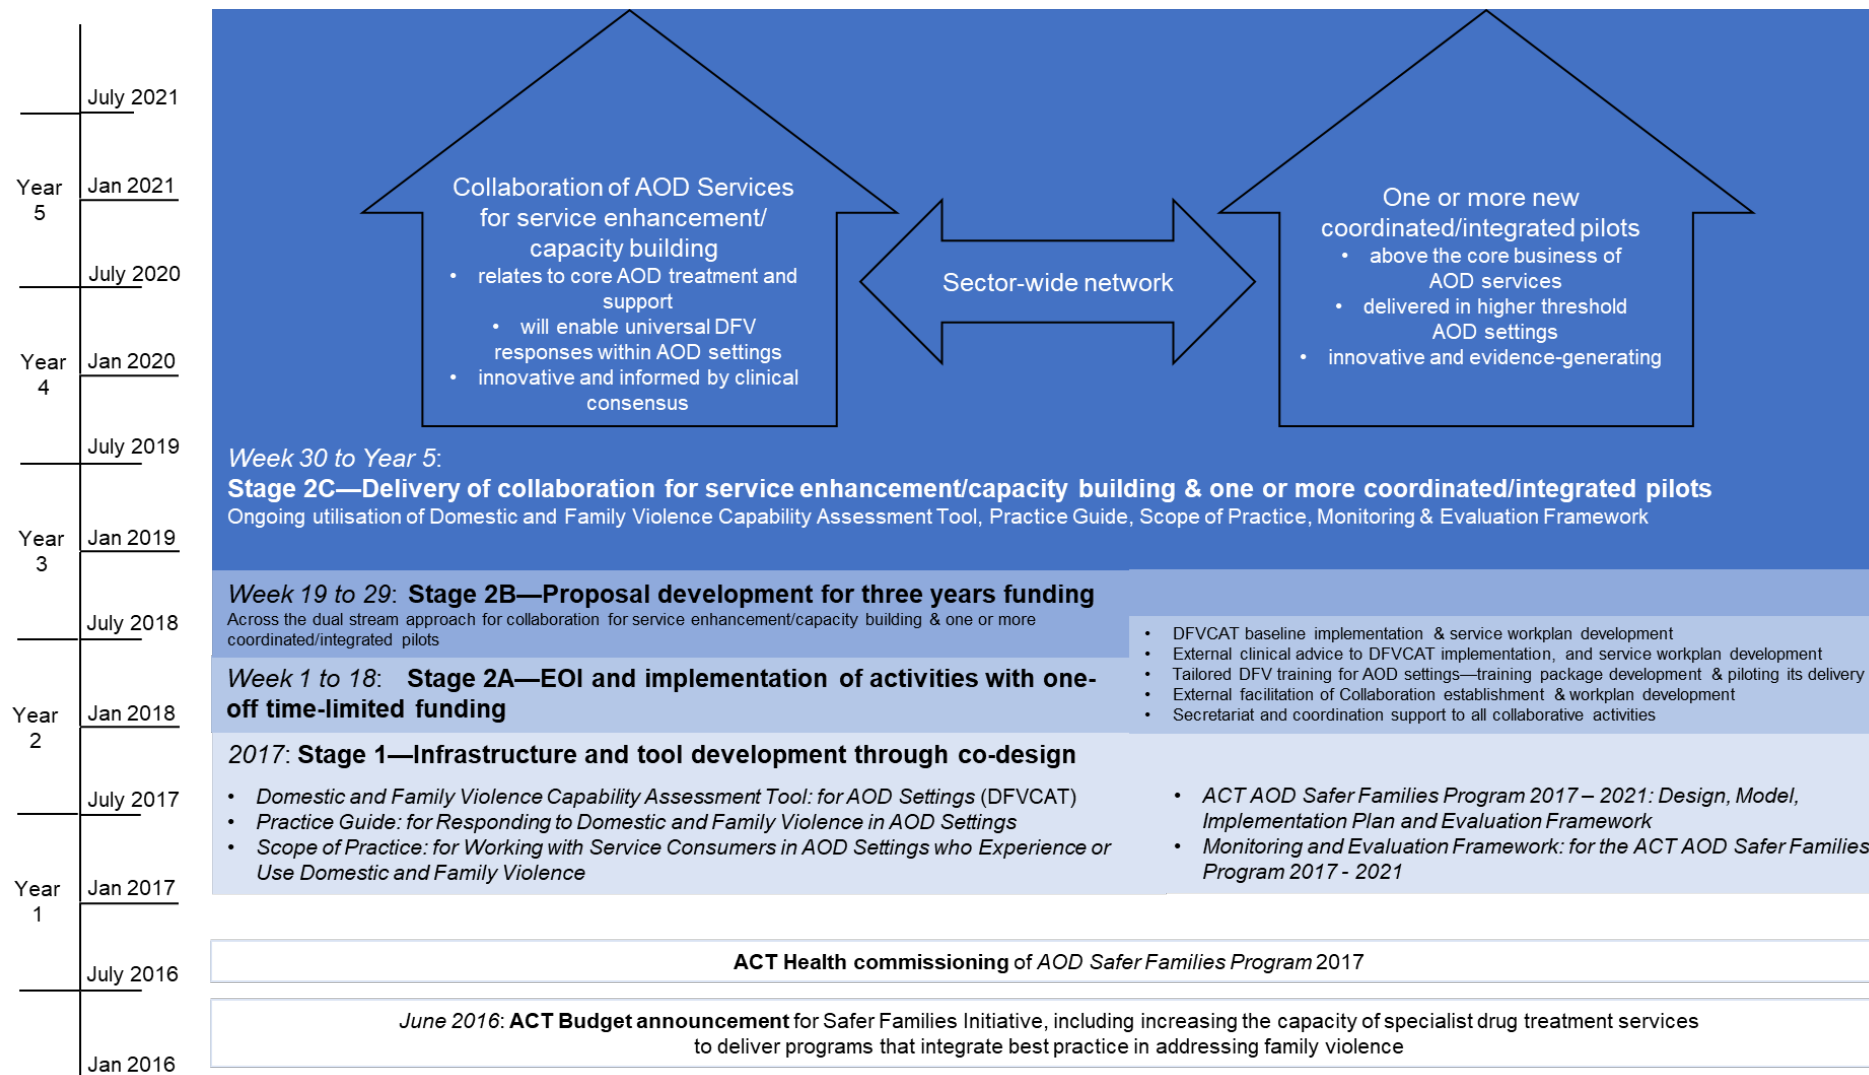 July 2021
Year
5
Jan 2021
July 2020
Year
4
Jan 2020
July 2019
Year
3
Jan 2019
July 2018
Year
2
Jan 2018
July 2017
Year
1
Jan 2017
July 2016
Jan 2016
Collaboration of AOD Services
for service enhancement/
capacity building
• relates to core AOD treatment and
support
• will enable universal DFV
responses within AOD settings
• innovative and informed by clinical
consensus
Sector-wide network
One or more new
coordinated/integrated pilots
• above the core business of
AOD services
• delivered in higher threshold
AOD settings
• innovative and evidence-generating
Week 30 to Year 5:
Stage 2C—Delivery of collaboration for service enhancement/capacity building & one or more coordinated/integrated pilots
Ongoing utilisation of Domestic and Family Violence Capability Assessment Tool, Practice Guide, Scope of Practice, Monitoring & Evaluation Framework
Week 19 to 29: Stage 2B—Proposal development for three years funding
Across the dual stream approach for collaboration for service enhancement/capacity building & one or more
coordinated/integrated pilots
Week 1 to 18: Stage 2A—EOI and implementation of activities with one-
off time-limited funding
• DFVCAT baseline implementation & service workplan development
• External clinical advice to DFVCAT implementation, and service workplan development
• Tailored DFV training for AOD settings—training package development & piloting its delivery
• External facilitation of Collaboration establishment & workplan development
• Secretariat and coordination support to all collaborative activities
2017: Stage 1—Infrastructure and tool development through co-design
• Domestic and Family Violence Capability Assessment Tool: for AOD Settings (DFVCAT)
• Practice Guide: for Responding to Domestic and Family Violence in AOD Settings
• Scope of Practice: for Working with Service Consumers in AOD Settings who Experience or
Use Domestic and Family Violence
• ACT AOD Safer Families Program 2017 – 2021: Design, Model,
Implementation Plan and Evaluation Framework
• Monitoring and Evaluation Framework: for the ACT AOD Safer Families
Program 2017 - 2021
ACT Health commissioning of AOD Safer Families Program 2017
June 2016: ACT Budget announcement for Safer Families Initiative, including increasing the capacity of specialist drug treatment services
to deliver programs that integrate best practice in addressing family violence